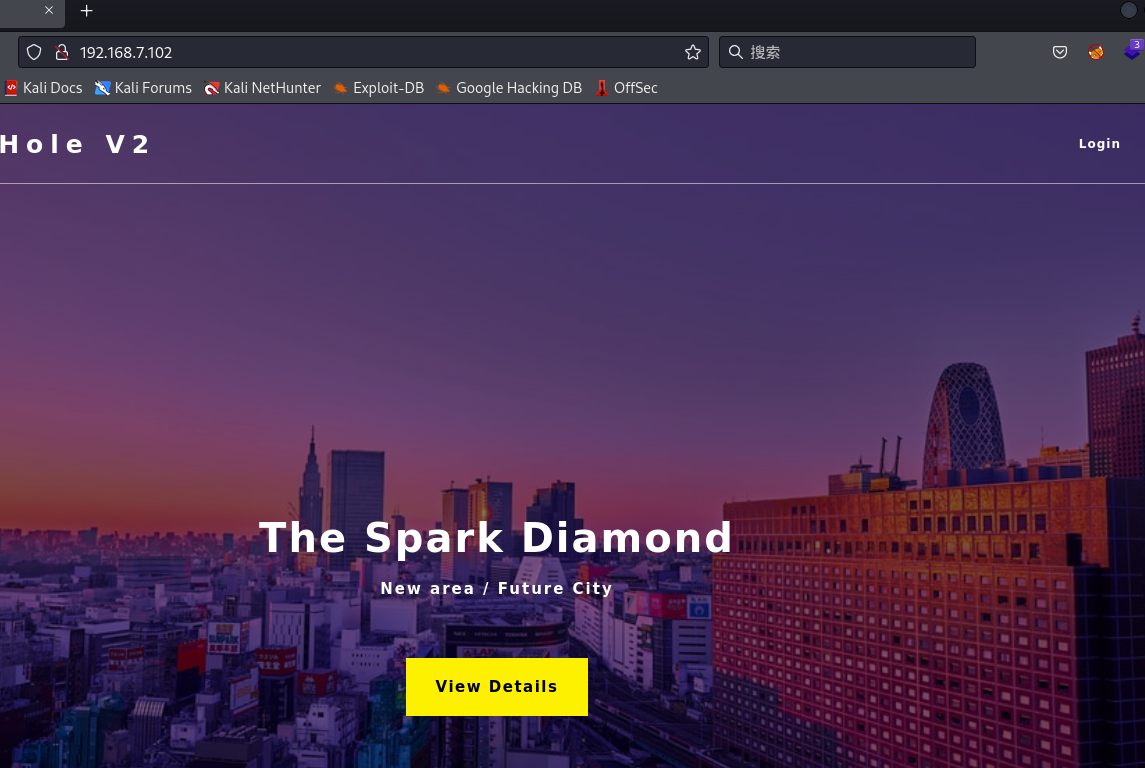 192.168.7.102
搜索
3
Kali Docs
Kali Forums
Kali NetHunter
Exploit-DB
Google Hacking DB
OffSec
Hole V2
Login
The Spark Diamond
New area / Future City
View Details